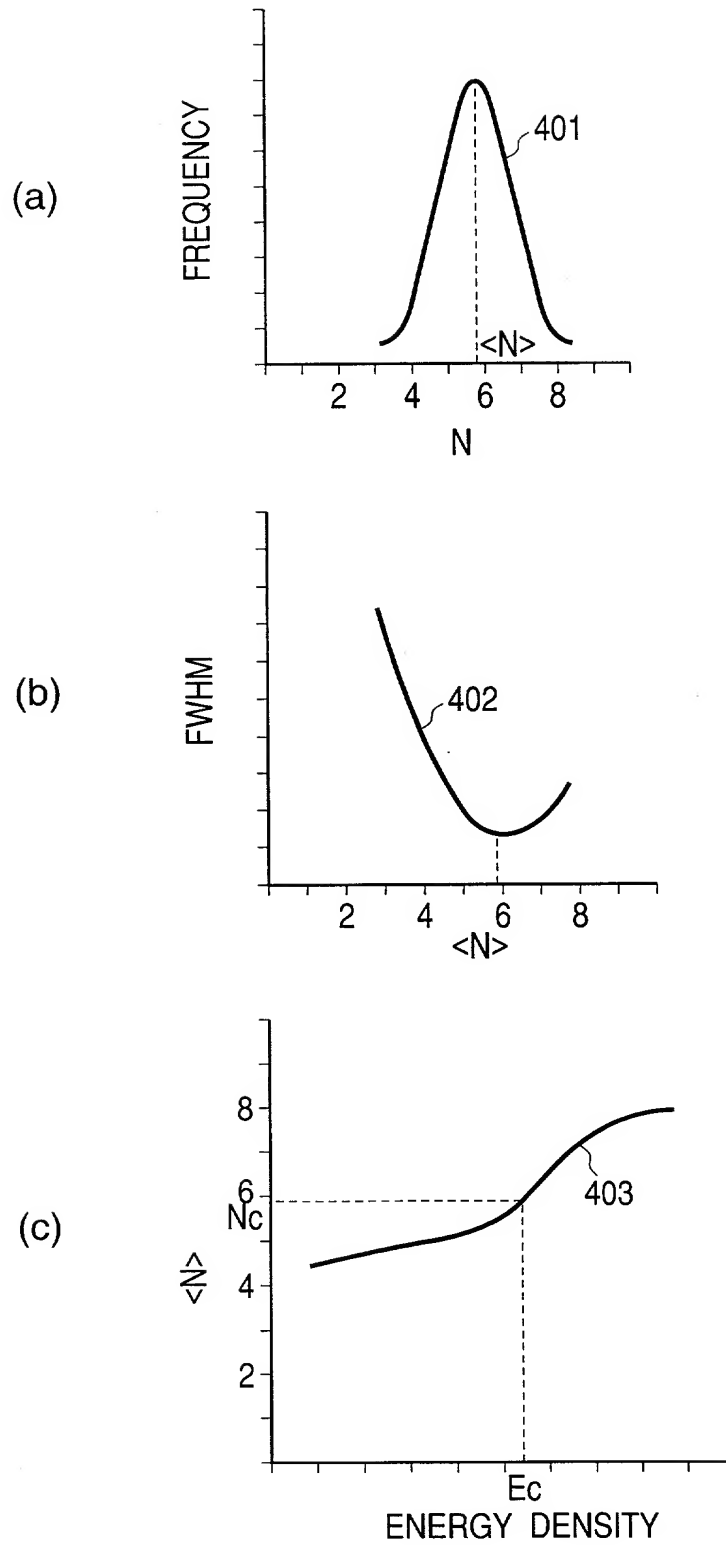 (a)
FREQUENCY
401
<N>
2 4 6 8
N
(b)
FWHM
402
2 4 6 8
<N>
(c)
<N>
8
6
Nc
4
2
403
Ec
ENERGY DENSITY